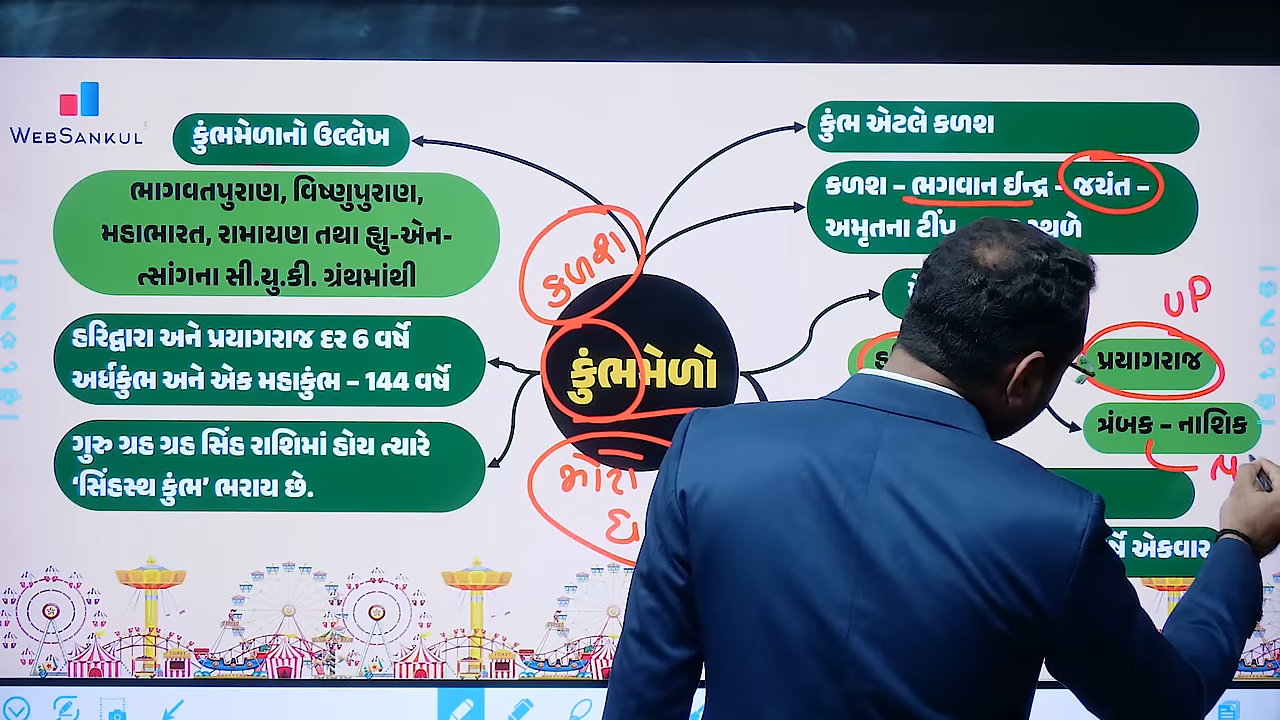 WEBSANKUL
કુંભમેળાનો ઉલ્લેખ
ભાગવતપુરાણ, વિષ્ણુપુરાણ,
મહાભારત, રામાયણ તથા હ્યુ-એન-
ત્સાંગના સી.યુ.કી. ગ્રંથમાંથી
હરિદ્વારા અને પ્રયાગરાજ દર 6 વર્ષે
અર્ધકુંભ અને એક મહાકુંભ – 144 વર્ષે
ગુરુ ગ્રહ ગ્રહ સિંહ રાશિમાં હોય ત્યારે
‘સિંહસ્થ કુંભ’ ભરાય છે.
કળશ
કુંભમેળો
કુંભ એટલે કળશ
કળશ – ભગવાન ઈન્દ્ર – જયંત –
અમૃતના ટીંપ
UP
પ્રયાગરાજ
ત્રંબક – નાશિક
એકવાર